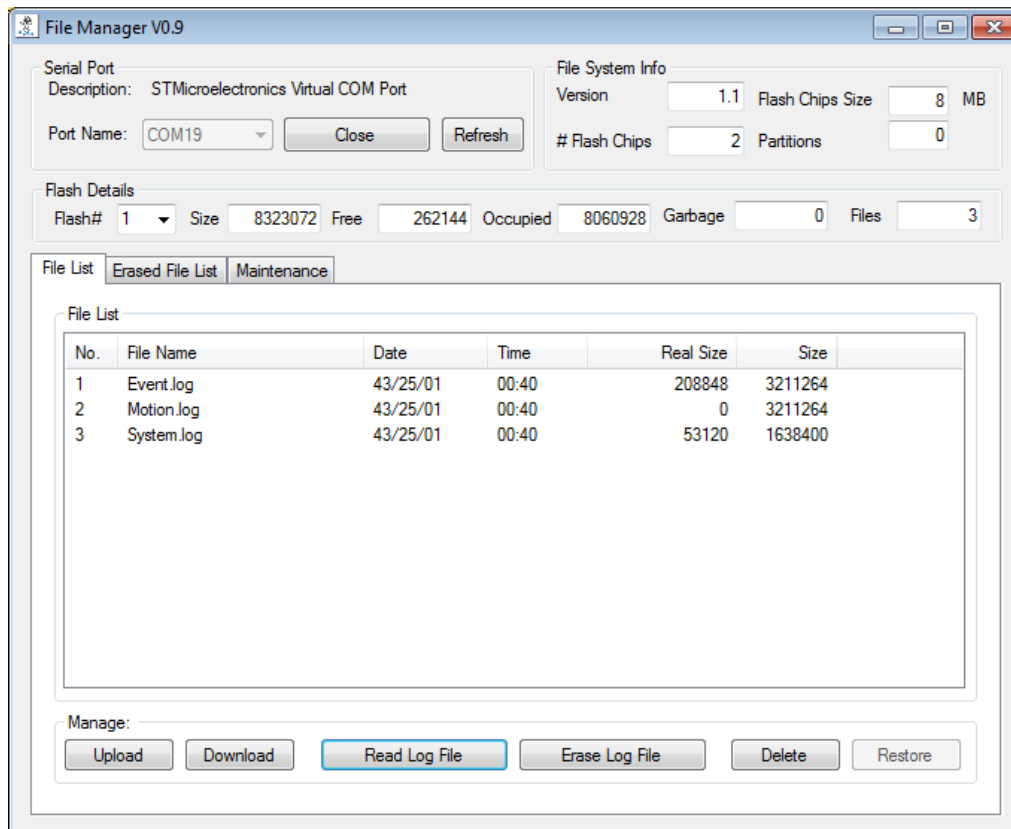 File Manager V0.9
Serial Port
Description: STMicroelectronics Virtual COM Port
Port Name: COM19 Close Refresh
File System Info
Version 1.1 Flash Chips Size 8 MB
# Flash Chips 2 Partitions 0
Flash Details
Flash# 1 Size 8323072 Free 262144 Occupied 8060928 Garbage 0 Files 3
File List Erased File List Maintenance
File List
No. File Name Date Time Real Size Size
1 Event.log 43/25/01 00:40 208848 3211264
2 Motion.log 43/25/01 00:40 0 3211264
3 System.log 43/25/01 00:40 53120 1638400
Manage:
Upload Download Read Log File Erase Log File Delete Restore